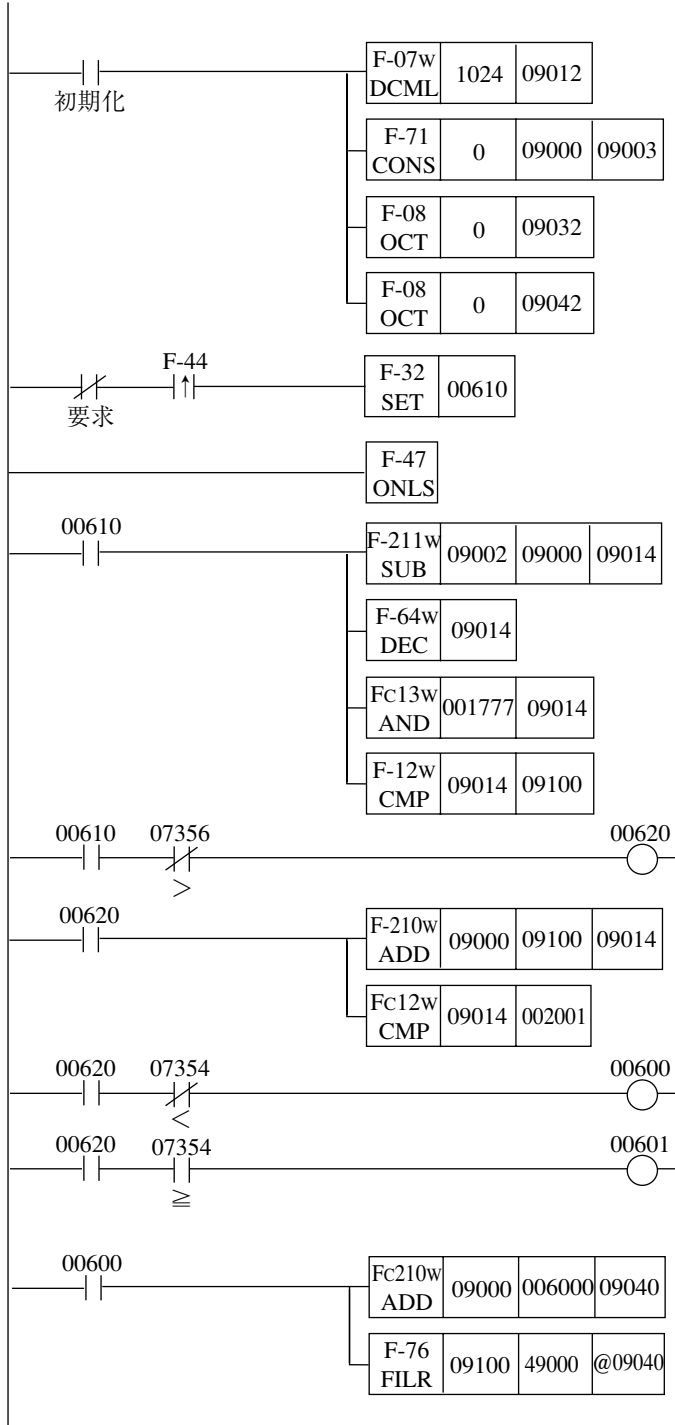 F-07w 1024 09012
DCML
初期化
F-71 0 09000 09003
CONS
F-08 0 09032
OCT
F-08 0 09042
OCT
F-44
↑
要求
F-32 00610
SET
F-47
ONLS
00610
F-211w 09002 09000 09014
SUB
F-64w 09014
DEC
Fc13w 001777 09014
AND
F-12w 09014 09100
CMP
00610 07356 00620
>
00620
F-210w 09000 09100 09014
ADD
Fc12w 09014 002001
CMP
00620 07354 00600
<
00620 07354 00601
≧
00600
Fc210w 09000 006000 09040
ADD
F-76 09100 49000 @09040
FILR